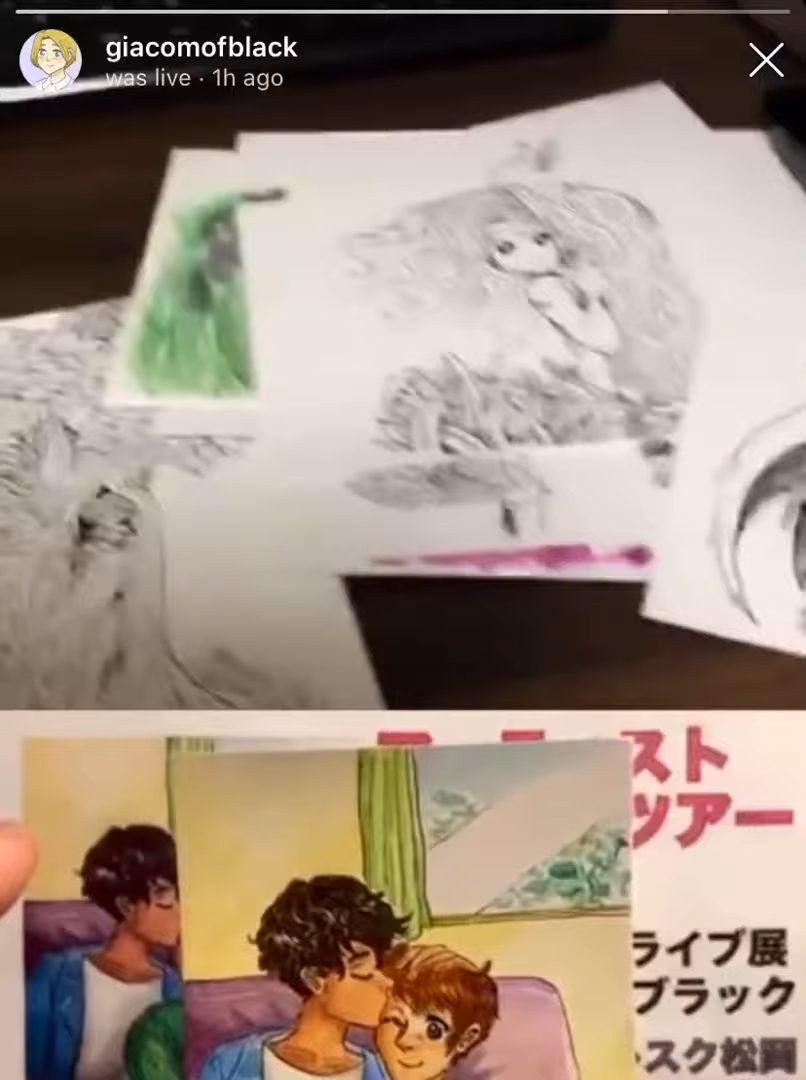 giacomofblack
was live · 1h ago
スト
ツアー
ライブ展
ブラック
スク松岡